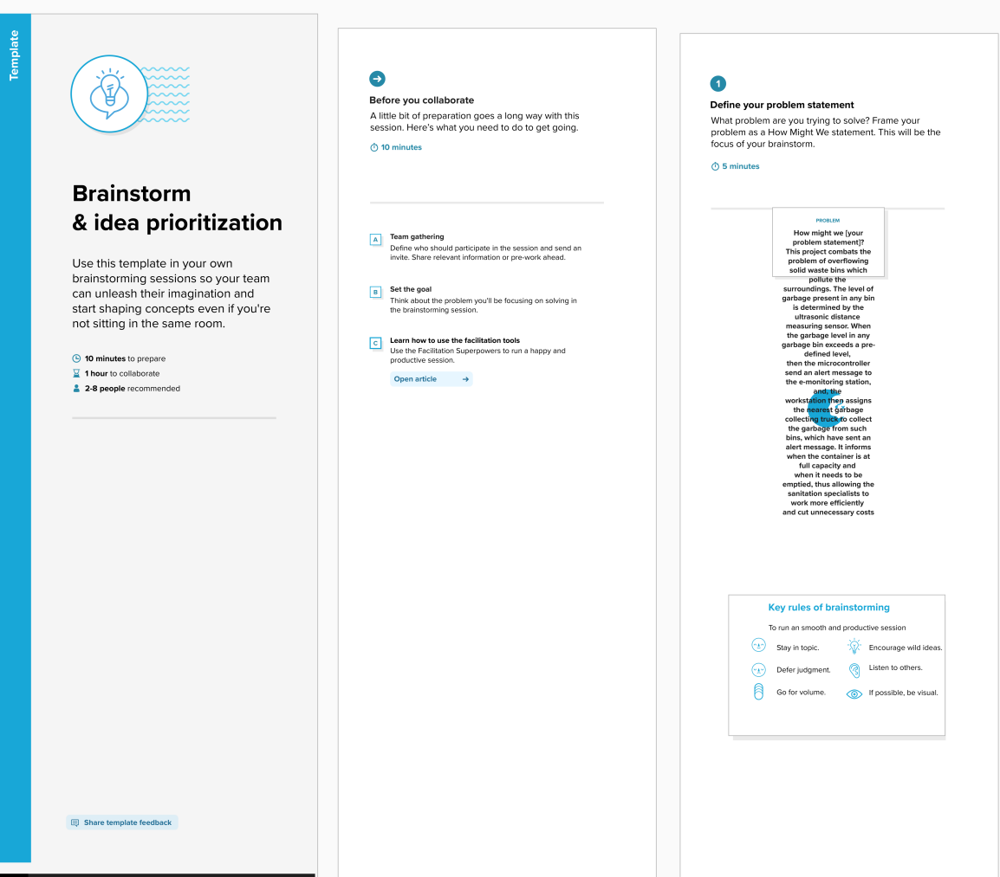 Template
Brainstorm
& idea prioritization
Use this template in your own
brainstorming sessions so your team
can unleash their imagination and
start shaping concepts even if you're
not sitting in the same room.
10 minutes to prepare
1 hour to collaborate
2-8 people recommended
Share template feedback
Before you collaborate
A little bit of preparation goes a long way with this
session. Here's what you need to do to get going.
10 minutes
A
Team gathering
Define who should participate in the session and send an
invite. Share relevant information or pre-work ahead.
B
Set the goal
Think about the problem you'll be focusing on solving in
the brainstorming session.
C
Learn how to use the facilitation tools
Use the Facilitation Superpowers to run a happy and
productive session.
Open article
1
Define your problem statement
What problem are you trying to solve? Frame your
problem as a How Might We statement. This will be the
focus of your brainstorm.
5 minutes
PROBLEM
How might we [your
problem statement]?
This project combats the
problem of overflowing
solid waste bins which
pollute the
surroundings. The level of
garbage present in any bin
is determined by the
ultrasonic distance
measuring sensor. When
the garbage level in any
garbage bin exceeds a pre-
defined level,
then the microcontroller
send an alert message to
the e-monitoring station,
and, the
workstation then assigns
the nearest garbage
collecting truck to collect
the garbage from such
bins, which have sent an
alert message. It informs
when the container is at
full capacity and
when it needs to be
emptied, thus allowing the
sanitation specialists to
work more efficiently
and cut unnecessary costs
Key rules of brainstorming
To run an smooth and productive session
Stay in topic.
Encourage wild ideas.
Defer judgment.
Listen to others.
Go for volume.
If possible, be visual.